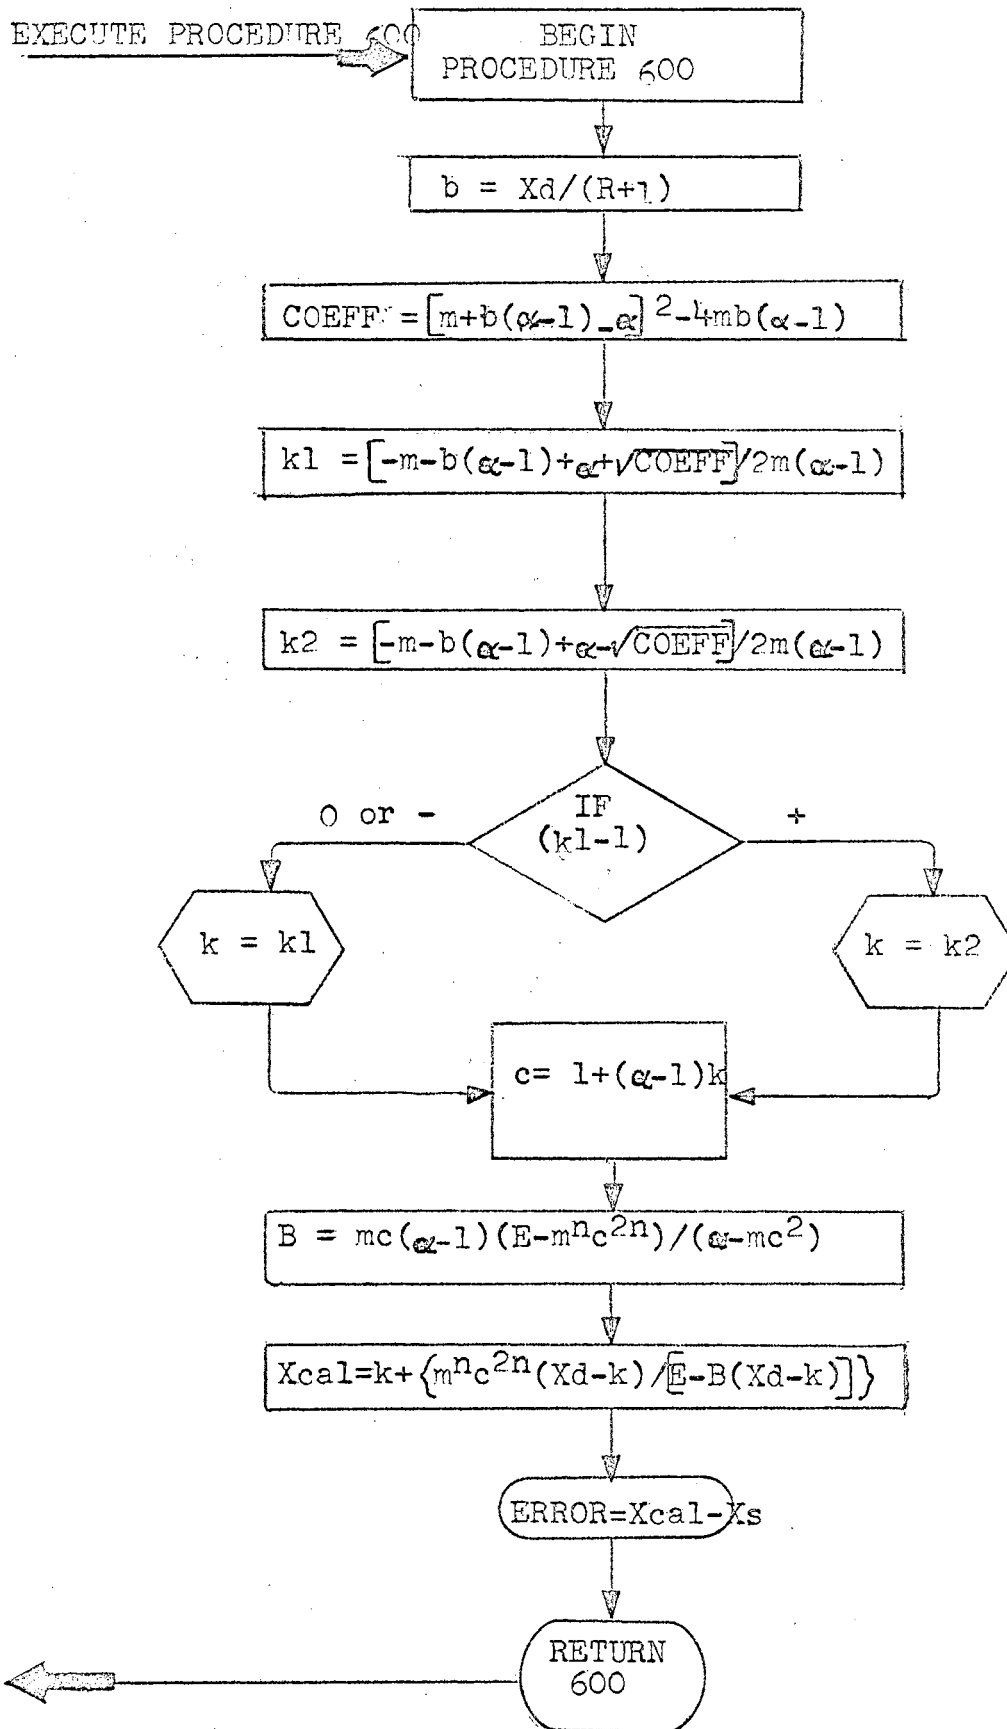 EXECUTE PROCEDURE 600
BEGIN
PROCEDURE 600
b = Xd/(R+1)
COEFF = [m+b(α-1)-α]²-4mb(α-1)
k1 = [-m-b(α-1)+α+√COEFF]/2m(α-1)
k2 = [-m-b(α-1)+α-√COEFF]/2m(α-1)
IF
(k1-1)
0 or -
+
k = k1
k = k2
c= 1+(α-1)k
B = mc(α-1)(E-mⁿc²ⁿ)/(α-mc²)
Xcal=k+{mⁿc²ⁿ(Xd-k)/[E-B(Xd-k)]}
ERROR=Xcal-Xs
RETURN
600